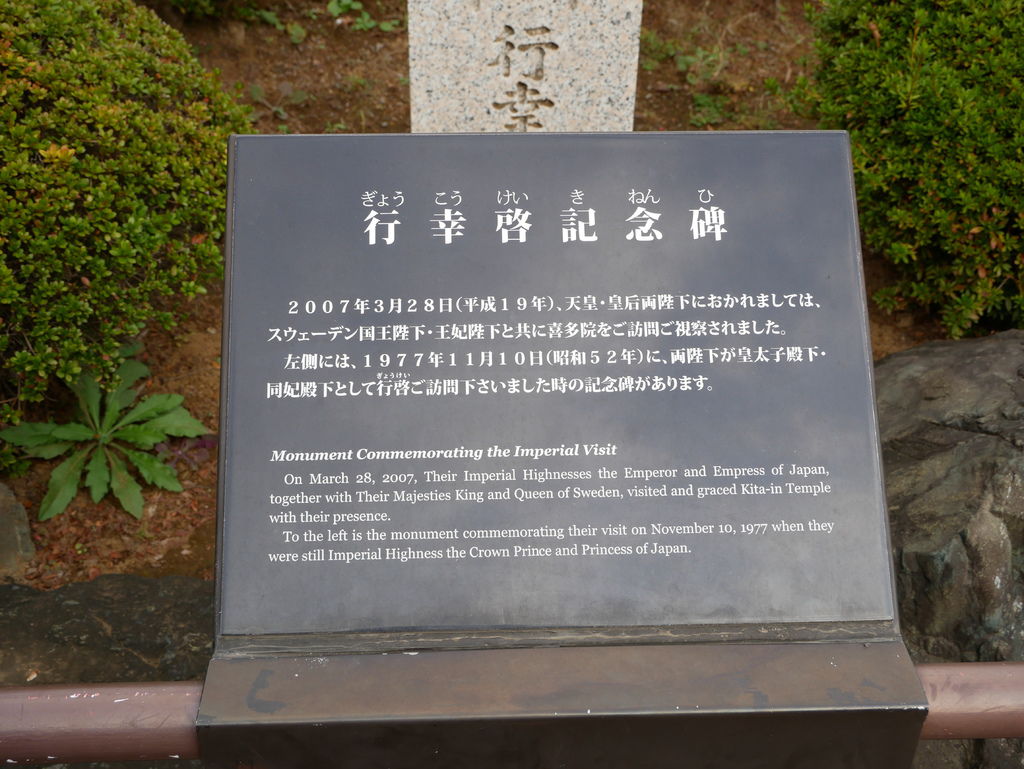 行
幸
ぎょう こう けい き ねん ひ
行幸啓記念碑
２００７年３月２８日（平成１９年）、天皇・皇后両陛下におかれましては、
スウェーデン国王陛下・王妃陛下と共に喜多院をご訪問ご視察されました。
左側には、１９７７年１１月１０日（昭和５２年）に、両陛下が皇太子殿下・
ぎょうけい
同妃殿下として行啓ご訪問下さいました時の記念碑があります。
Monument Commemorating the Imperial Visit
On March 28, 2007, Their Imperial Highnesses the Emperor and Empress of Japan,
together with Their Majesties King and Queen of Sweden, visited and graced Kita-in Temple
with their presence.
To the left is the monument commemorating their visit on November 10, 1977 when they
were still Imperial Highness the Crown Prince and Princess of Japan.